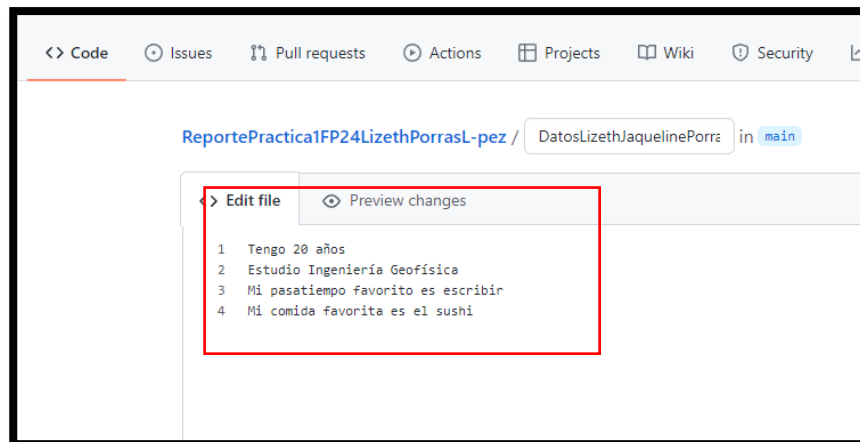 Code Issues Pull requests Actions Projects Wiki Security
ReportePractica1FP24LizethPorrasL-pez / DatosLizethJaquelinePorra in main
Edit file Preview changes
1 Tengo 20 años
2 Estudio Ingeniería Geofísica
3 Mi pasatiempo favorito es escribir
4 Mi comida favorita es el sushi